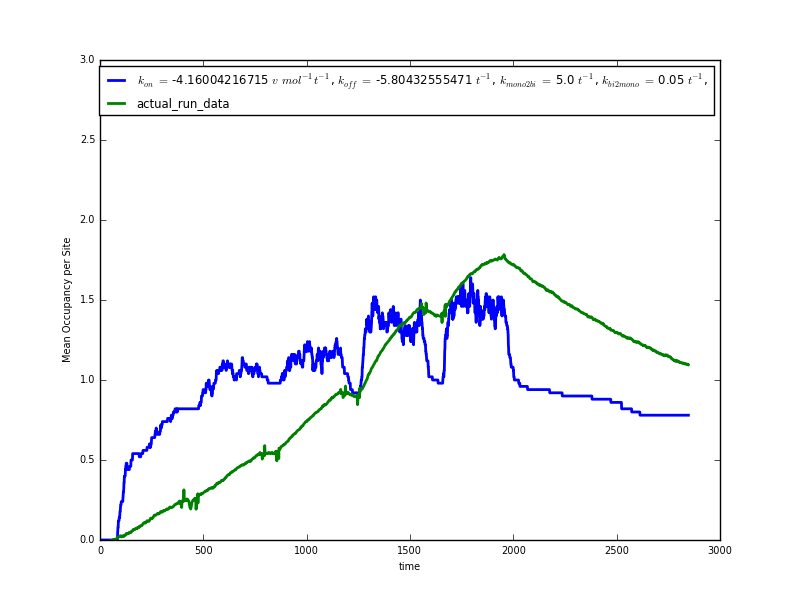 3.0
k_on = -4.16004216715 v mol^-1 t^-1, k_off = -5.80432555471 t^-1, k_mono2bi = 5.0 t^-1, k_bi2mono = 0.05 t^-1,
actual_run_data
2.5
2.0
1.5
1.0
0.5
0.0
Mean Occupancy per Site
0 500 1000 1500 2000 2500 3000
time